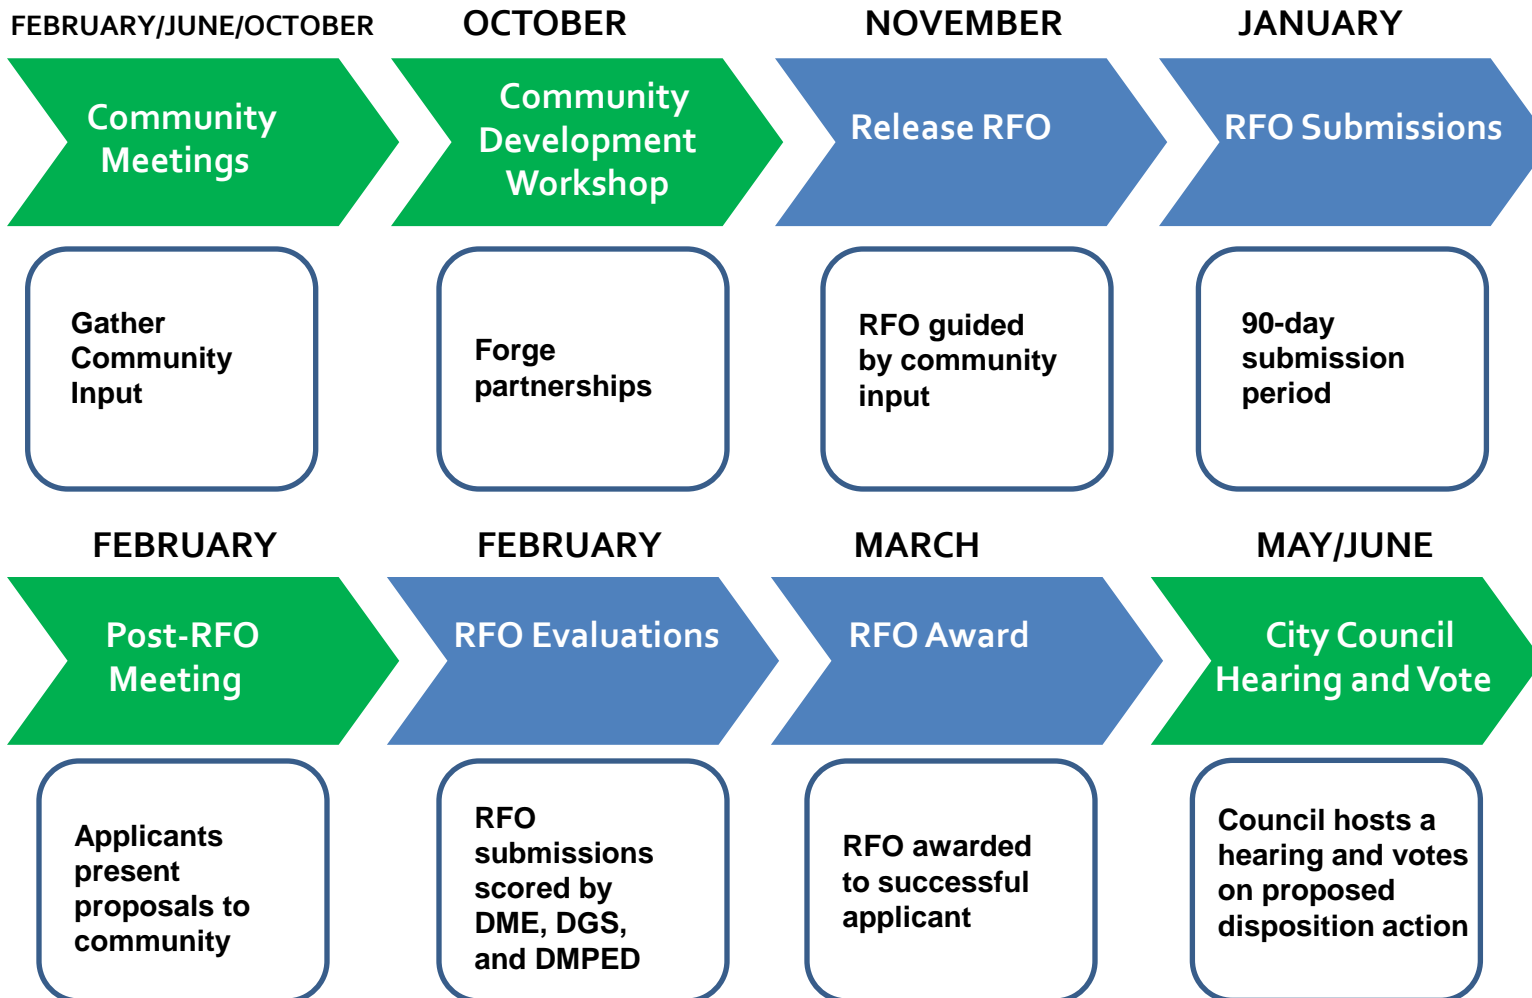 FEBRUARY/JUNE/OCTOBER
OCTOBER
NOVEMBER
JANUARY
Community
Meetings
Community
Development
Workshop
Release RFO
RFO Submissions
Gather
Community
Input
Forge
partnerships
RFO guided
by community
input
90-day
submission
period
FEBRUARY
FEBRUARY
MARCH
MAY/JUNE
Post-RFO
Meeting
RFO Evaluations
RFO Award
City Council
Hearing and Vote
Applicants
present
proposals to
community
RFO
submissions
scored by
DME, DGS,
and DMPED
RFO awarded
to successful
applicant
Council hosts a
hearing and votes
on proposed
disposition action